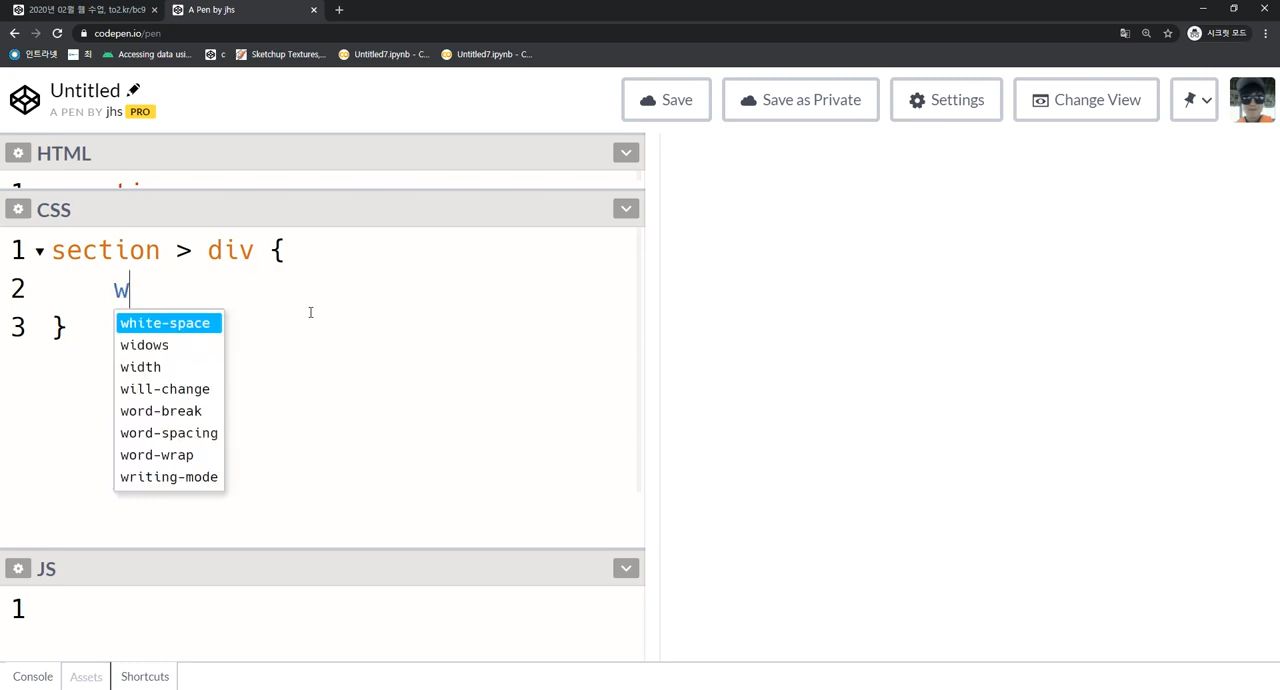 2020년 02월 웹 수업, to2.kr/bc9
A Pen by jhs
codepen.io/pen
시크릿 모드
인트라넷
최
Accessing data usi...
c
Sketchup Textures,...
Untitled7.ipynb - C...
Untitled7.ipynb - C...
Untitled
A PEN BY jhs PRO
Save
Save as Private
Settings
Change View
HTML
1
CSS
1 section > div {
2 w
3 }
white-space
widows
width
will-change
word-break
word-spacing
word-wrap
writing-mode
JS
1
Console
Assets
Shortcuts